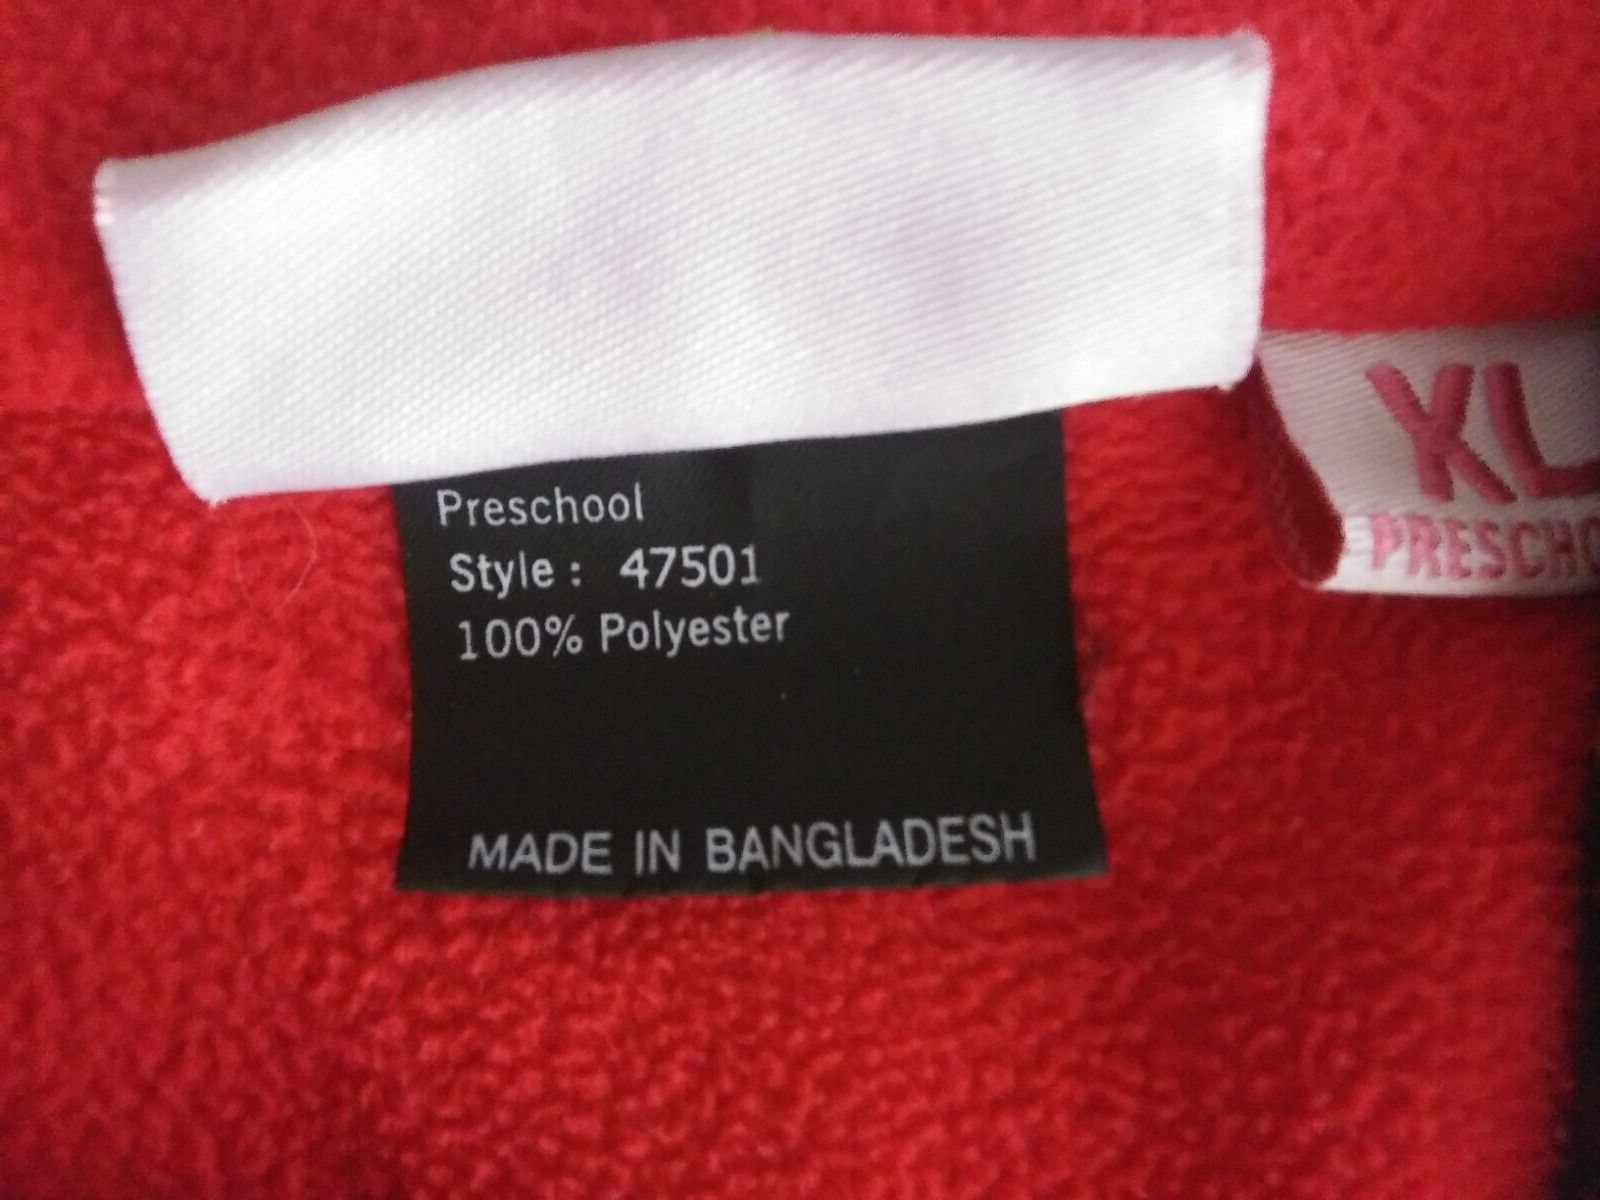 Preschool
Style : 47501
100% Polyester
MADE IN BANGLADESH
XL